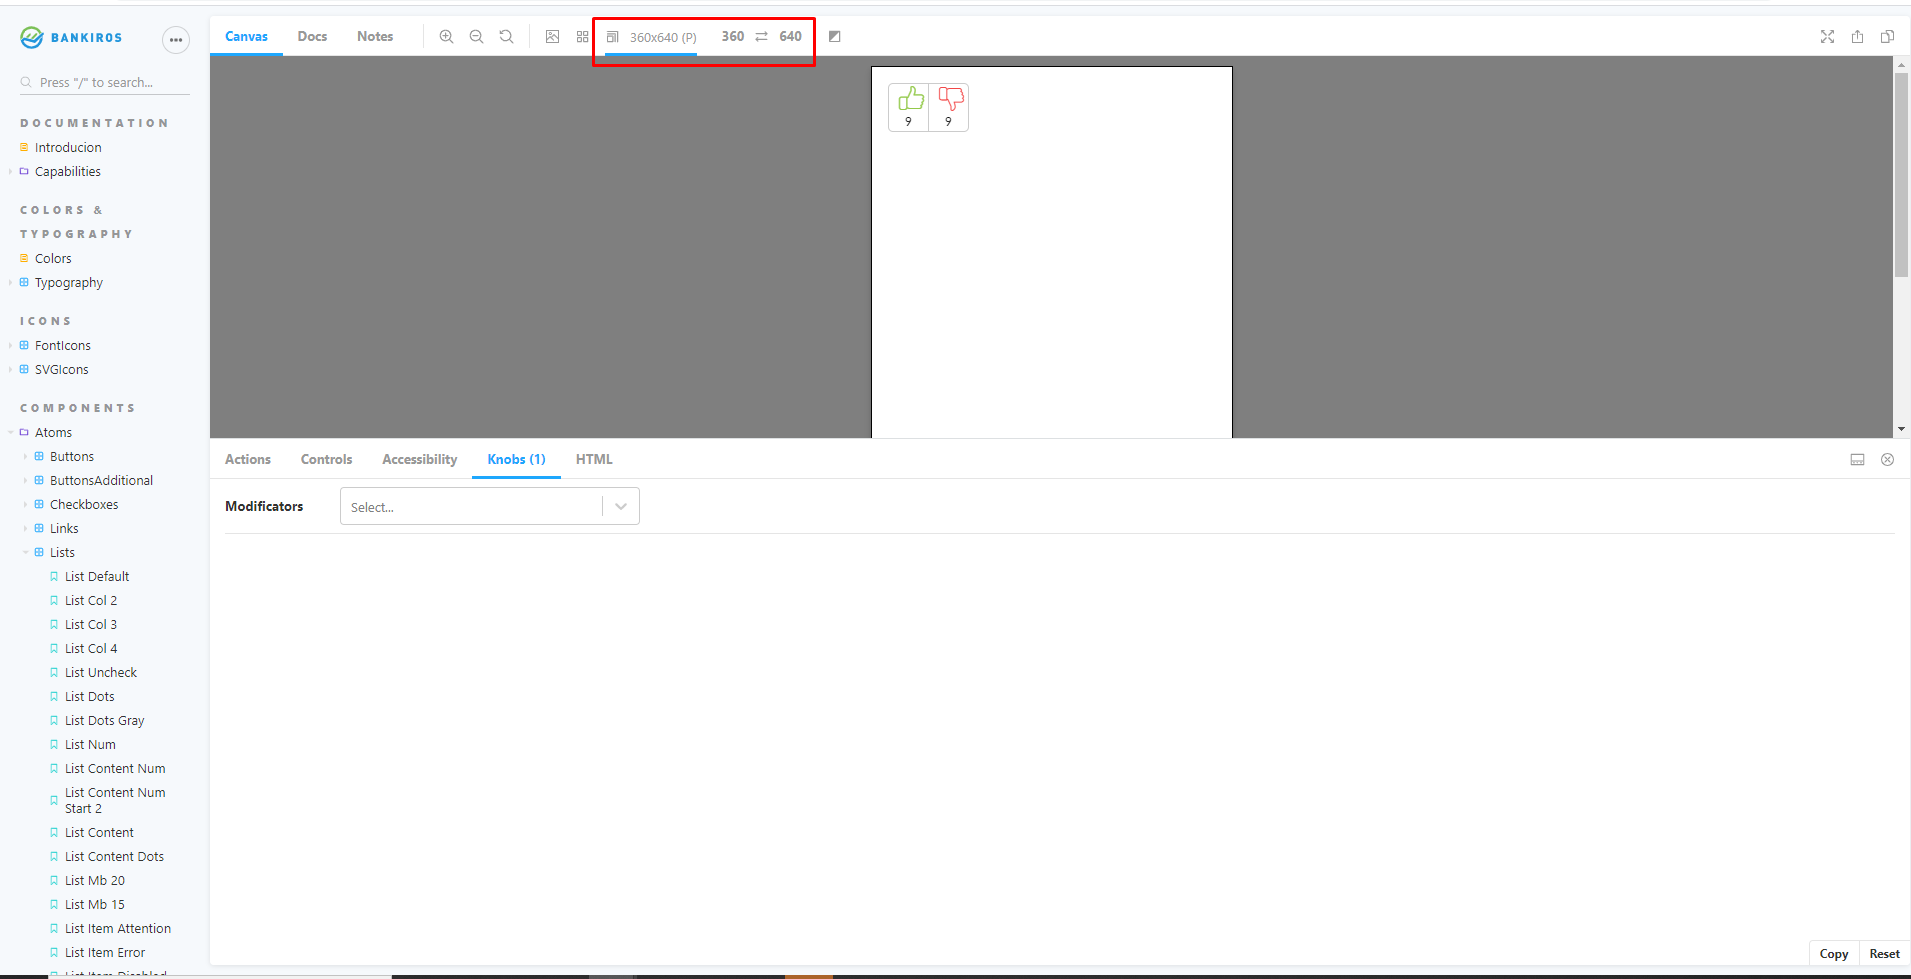 BANKIROS
Press "/" to search...
DOCUMENTATION
Introducion
Capabilities
COLORS &
TYPOGRAPHY
Colors
Typography
ICONS
FontIcons
SVGIcons
COMPONENTS
Atoms
Buttons
ButtonsAdditional
Checkboxes
Links
Lists
List Default
List Col 2
List Col 3
List Col 4
List Uncheck
List Dots
List Dots Gray
List Num
List Content Num
List Content Num
Start 2
List Content
List Content Dots
List Mb 20
List Mb 15
List Item Attention
List Item Error
List Item Disabled
Canvas Docs Notes 360x640 (P) 360 640
9 9
Actions Controls Accessibility Knobs (1) HTML
Modificators Select...
Copy Reset